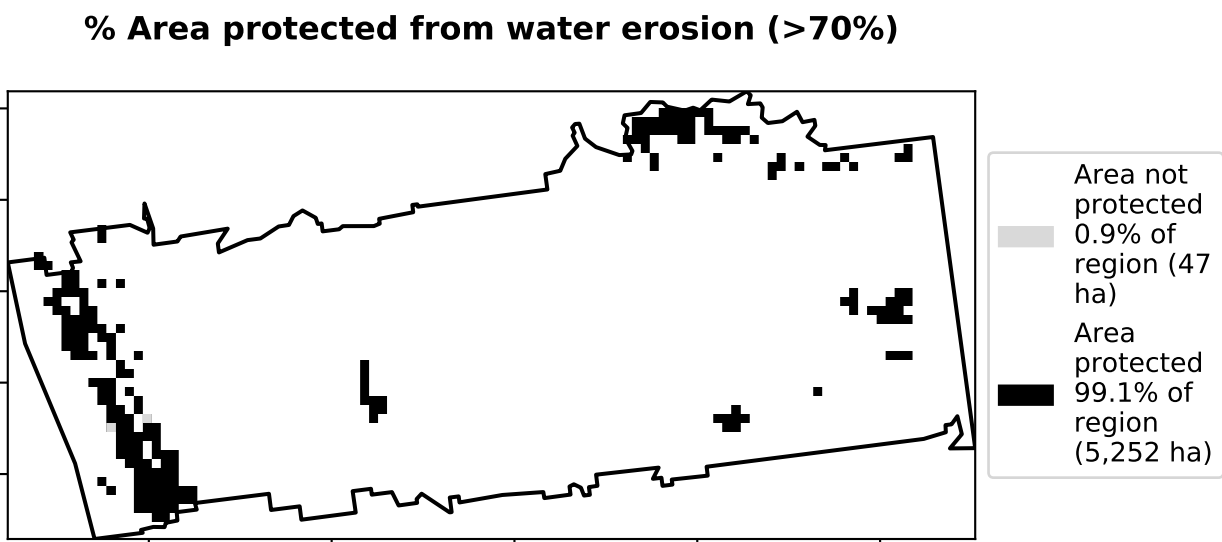 % Area protected from water erosion (>70%)
Area not
protected
0.9% of
region (47
ha)
Area
protected
99.1% of
region
(5,252 ha)